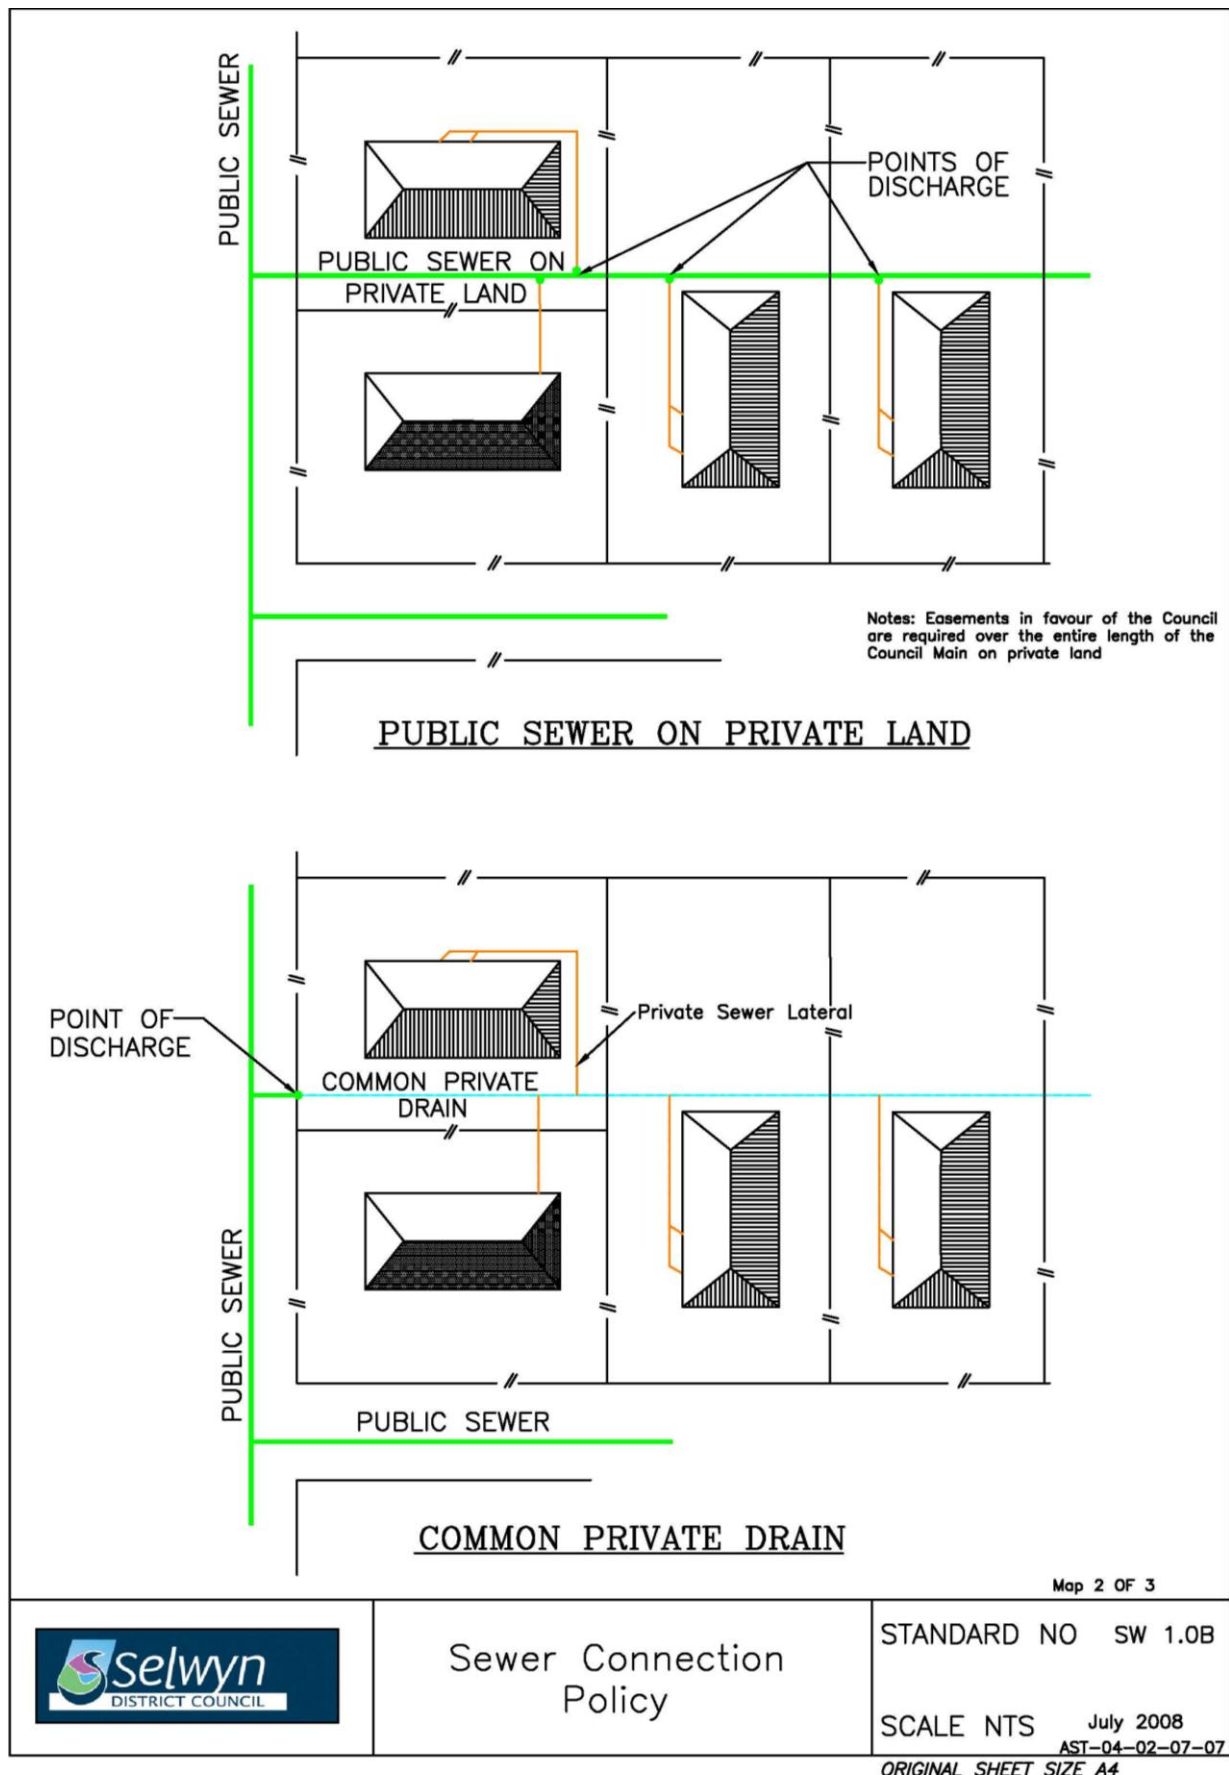 PUBLIC SEWER
POINTS OF
DISCHARGE
PUBLIC SEWER ON
PRIVATE LAND
Notes: Easements in favour of the Council
are required over the entire length of the
Council Main on private land
PUBLIC SEWER ON PRIVATE LAND
Private Sewer Lateral
POINT OF
DISCHARGE
COMMON PRIVATE
DRAIN
PUBLIC SEWER
PUBLIC SEWER
COMMON PRIVATE DRAIN
Map 2 OF 3
Selwyn
DISTRICT COUNCIL
Sewer Connection
Policy
STANDARD NO SW 1.0B
SCALE NTS July 2008
AST-04-02-07-07
ORIGINAL SHEET SIZE A4